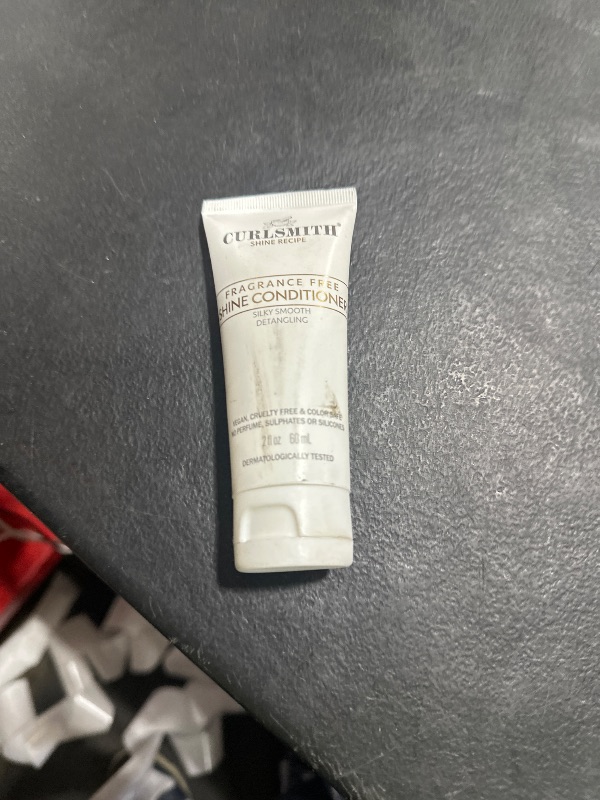 CURLSMITH®
SHINE RECIPE
FRAGRANCE FREE
SHINE CONDITIONER
SILKY SMOOTH
DETANGLING
VEGAN, CRUELTY FREE & COLOR SAFE
NO PERFUME, SULPHATES OR SILICONES
2 fl oz 60 mL
DERMATOLOGICALLY TESTED